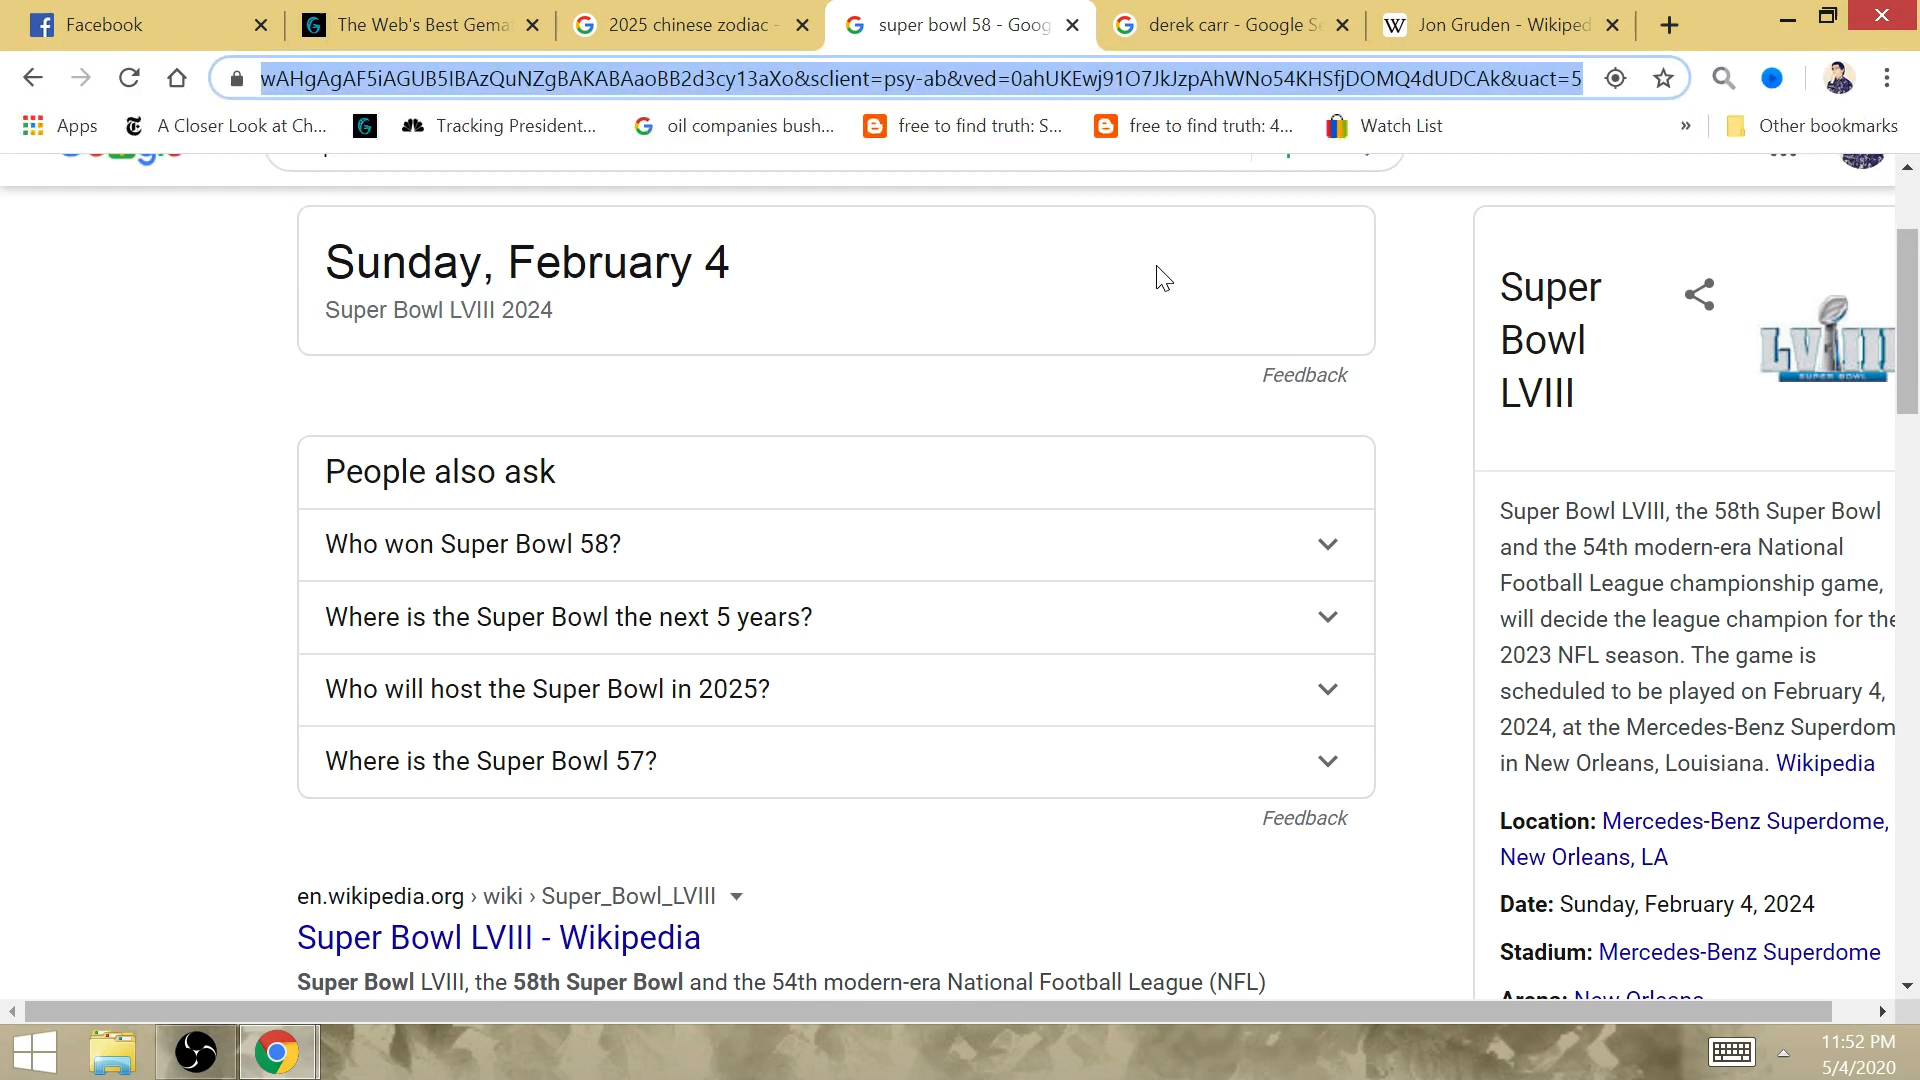 Facebook
The Web's Best Gema
2025 chinese zodiac -
super bowl 58 - Goog
derek carr - Google Se
Jon Gruden - Wikiped
wAHgAgAF5iAGUB5IBAzQuNZgBAKABAaoBB2d3cy13aXo&sclient=psy-ab&ved=0ahUKEwj91O7JkJzpAhWNo54KHSfjDOMQ4dUDCAk&uact=5
Apps
A Closer Look at Ch...
Tracking President...
oil companies bush...
free to find truth: S...
free to find truth: 4...
Watch List
»
Other bookmarks
Sunday, February 4
Super Bowl LVIII 2024
Feedback
People also ask
Who won Super Bowl 58?
Where is the Super Bowl the next 5 years?
Who will host the Super Bowl in 2025?
Where is the Super Bowl 57?
Feedback
en.wikipedia.org › wiki › Super_Bowl_LVIII
Super Bowl LVIII - Wikipedia
Super Bowl LVIII, the 58th Super Bowl and the 54th modern-era National Football League (NFL)
Super
Bowl
LVIII
LVIII
SUPER BOWL
Super Bowl LVIII, the 58th Super Bowl
and the 54th modern-era National
Football League championship game,
will decide the league champion for the
2023 NFL season. The game is
scheduled to be played on February 4,
2024, at the Mercedes-Benz Superdom
in New Orleans, Louisiana. Wikipedia
Location: Mercedes-Benz Superdome,
New Orleans, LA
Date: Sunday, February 4, 2024
Stadium: Mercedes-Benz Superdome
Arena: New Orleans
11:52 PM
5/4/2020